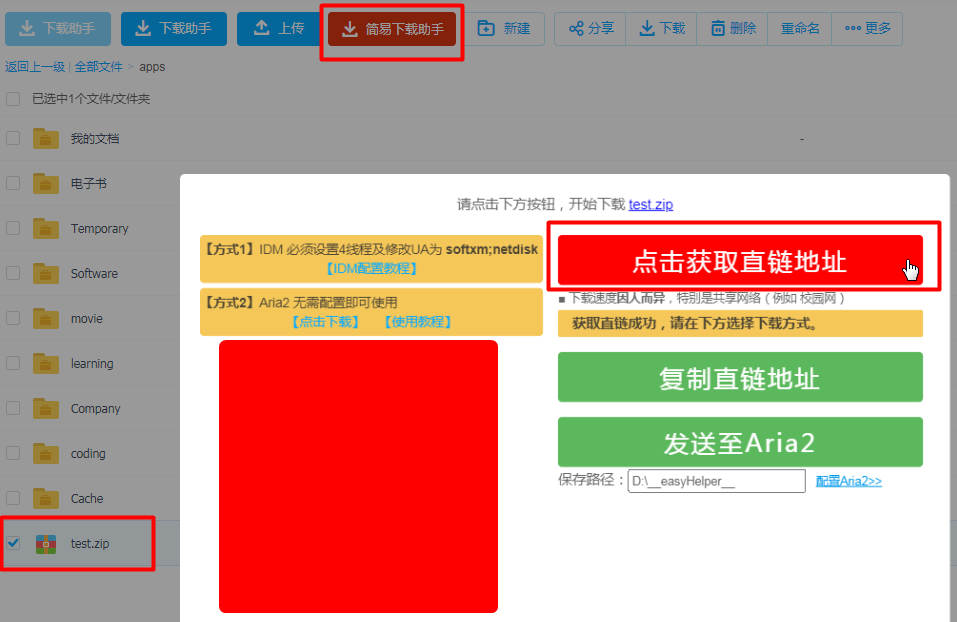 下载助手 下载助手 上传 简易下载助手 新建 分享 下载 删除 重命名 更多
返回上一级 | 全部文件 > apps
已选中1个文件/文件夹
我的文档 -
电子书
Temporary
Software
movie
learning
Company
coding
Cache
test.zip
请点击下方按钮，开始下载 test.zip
【方式1】IDM 必须设置4线程及修改UA为 softxm;netdisk
【IDM配置教程】
【方式2】Aria2 无需配置即可使用
【点击下载】 【使用教程】
点击获取直链地址
■ 下载速度因人而异，特别是共享网络（例如 校园网）
获取直链成功，请在下方选择下载方式。
复制直链地址
发送至Aria2
保存路径：D:\__easyHelper__ 配置Aria2>>